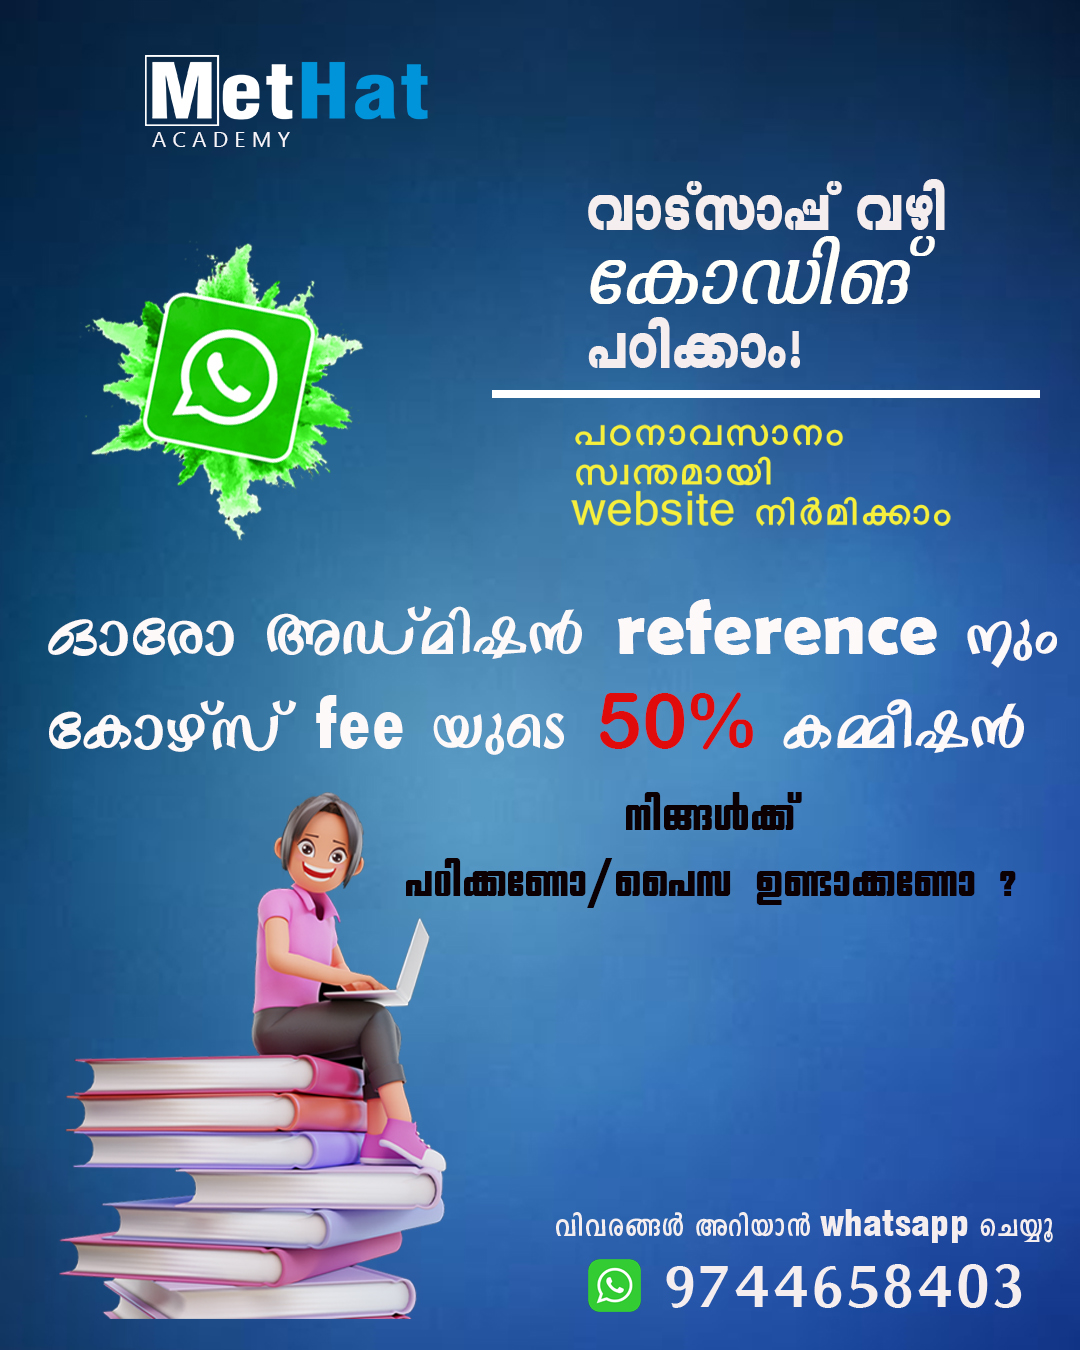 MetHat
ACADEMY
വാട്സാപ്പ് വഴി
കോഡിങ്
പഠിക്കാം!
പഠനാവസാനം
സ്വന്തമായി
website നിർമിക്കാം
ഓരോ അഡ്മിഷൻ reference നും
കോഴ്സ് fee യുടെ 50% കമ്മീഷൻ
നിങ്ങൾക്ക്
പഠിക്കണോ/പൈസ ഉണ്ടാക്കണോ ?
വിവരങ്ങൾ അറിയാൻ whatsapp ചെയ്യൂ
9744658403